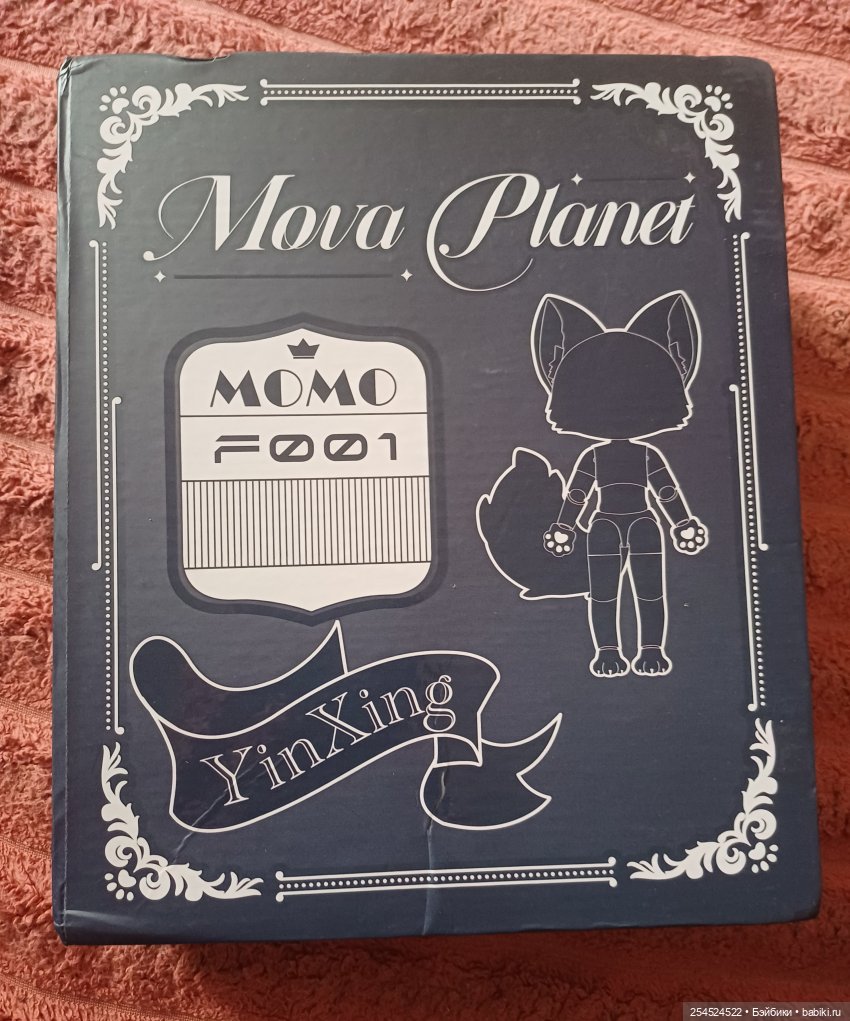 Mova Planet
MOMO
F001
YinXing
254524522 • Бэйбики • babiki.ru